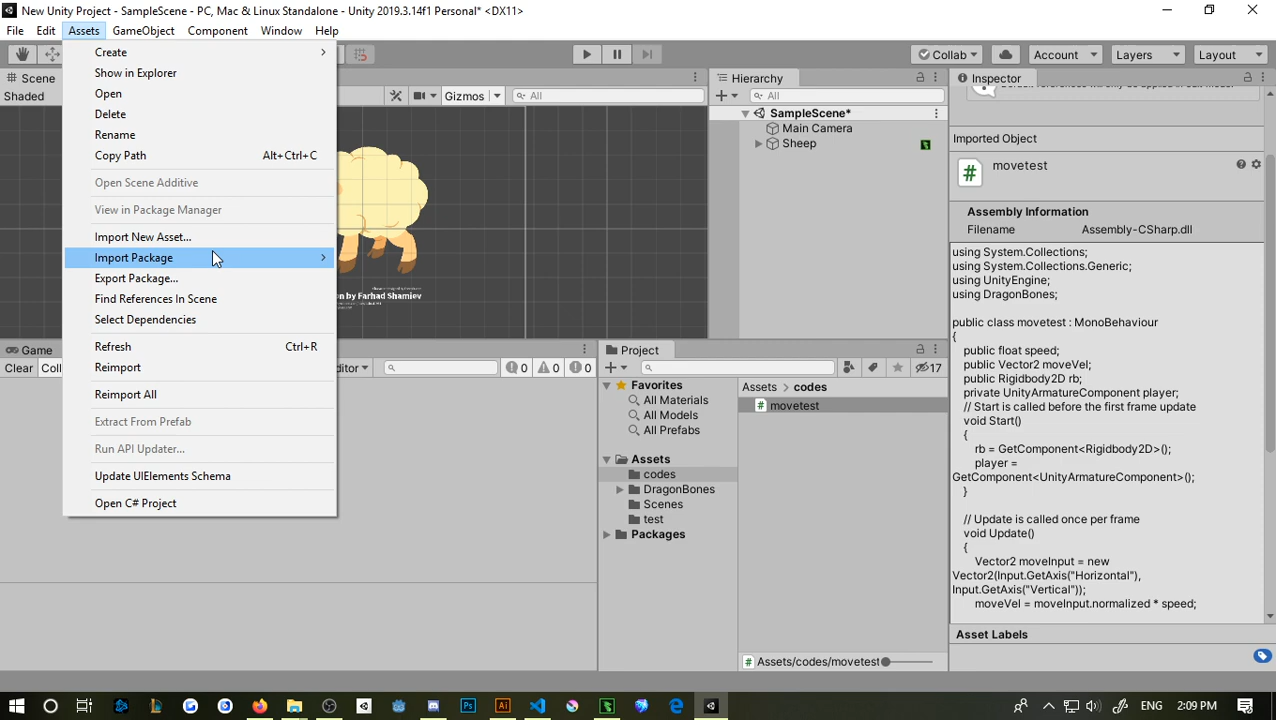 New Unity Project - SampleScene - PC, Mac & Linux Standalone - Unity 2019.3.14f1 Personal* <DX11>
File Edit Assets GameObject Component Window Help
Collab Account Layers Layout
Scene
Shaded
Gizmos All
Create
Show in Explorer
Open
Delete
Rename
Copy Path Alt+Ctrl+C
Open Scene Additive
View in Package Manager
Import New Asset...
Import Package
Export Package...
Find References In Scene
Select Dependencies
Refresh Ctrl+R
Reimport
Reimport All
Extract From Prefab
Run API Updater...
Update UIElements Schema
Open C# Project
on by Farhad Shamiev
Hierarchy
All
SampleScene*
Main Camera
Sheep
Game
Clear Coll
ditor
0 0 0
Project
17
Favorites
All Materials
All Models
All Prefabs
Assets
codes
DragonBones
Scenes
test
Packages
Assets > codes
movetest
Assets/codes/movetest
Inspector
Imported Object
movetest
Assembly Information
Filename Assembly-CSharp.dll
using System.Collections;
using System.Collections.Generic;
using UnityEngine;
using DragonBones;
public class movetest : MonoBehaviour
{
public float speed;
public Vector2 moveVel;
public Rigidbody2D rb;
private UnityArmatureComponent player;
// Start is called before the first frame update
void Start()
{
rb = GetComponent<Rigidbody2D>();
player =
GetComponent<UnityArmatureComponent>();
}
// Update is called once per frame
void Update()
{
Vector2 moveInput = new
Vector2(Input.GetAxis("Horizontal"),
Input.GetAxis("Vertical"));
moveVel = moveInput.normalized * speed;
Asset Labels
ENG 2:09 PM